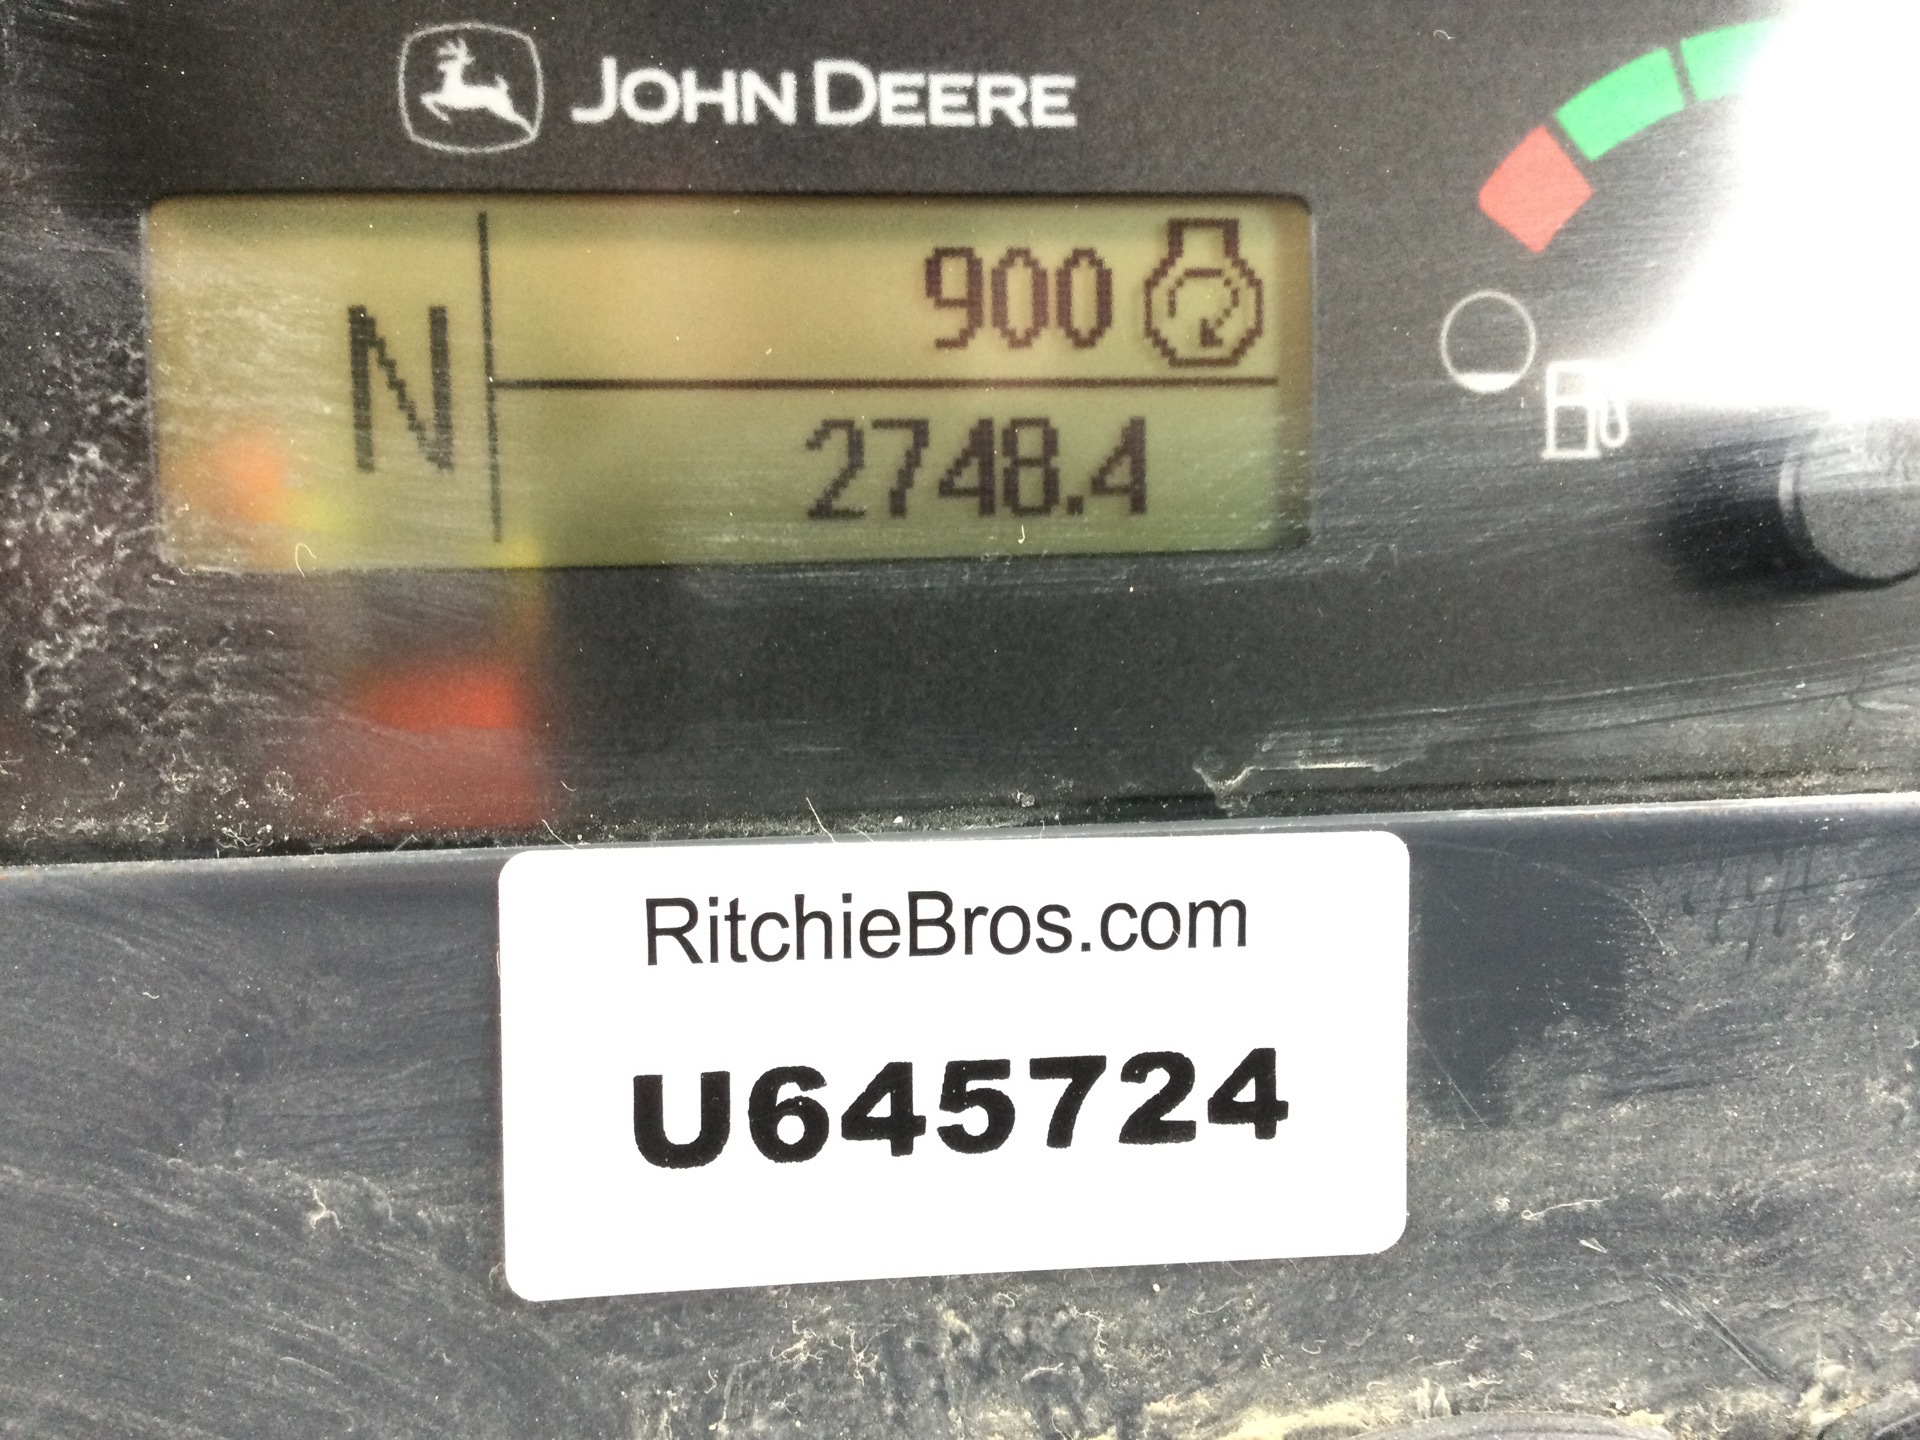 JOHN DEERE
N
900
2748.4
RitchieBros.com
U645724